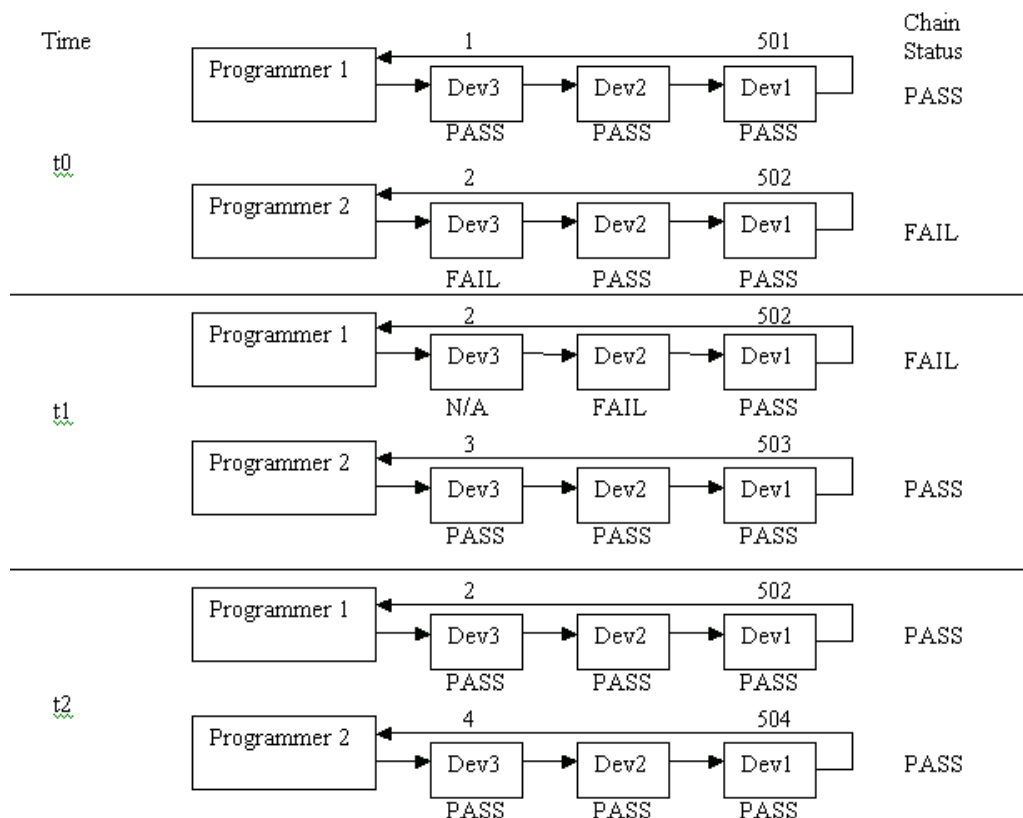 Time
Chain
Status
1
501
Programmer 1
Dev3
Dev2
Dev1
PASS
PASS
PASS
PASS
t0
2
502
Programmer 2
Dev3
Dev2
Dev1
FAIL
FAIL
PASS
PASS
2
502
Programmer 1
Dev3
Dev2
Dev1
FAIL
N/A
FAIL
PASS
t1
3
503
Programmer 2
Dev3
Dev2
Dev1
PASS
PASS
PASS
PASS
2
502
Programmer 1
Dev3
Dev2
Dev1
PASS
PASS
PASS
PASS
t2
4
504
Programmer 2
Dev3
Dev2
Dev1
PASS
PASS
PASS
PASS